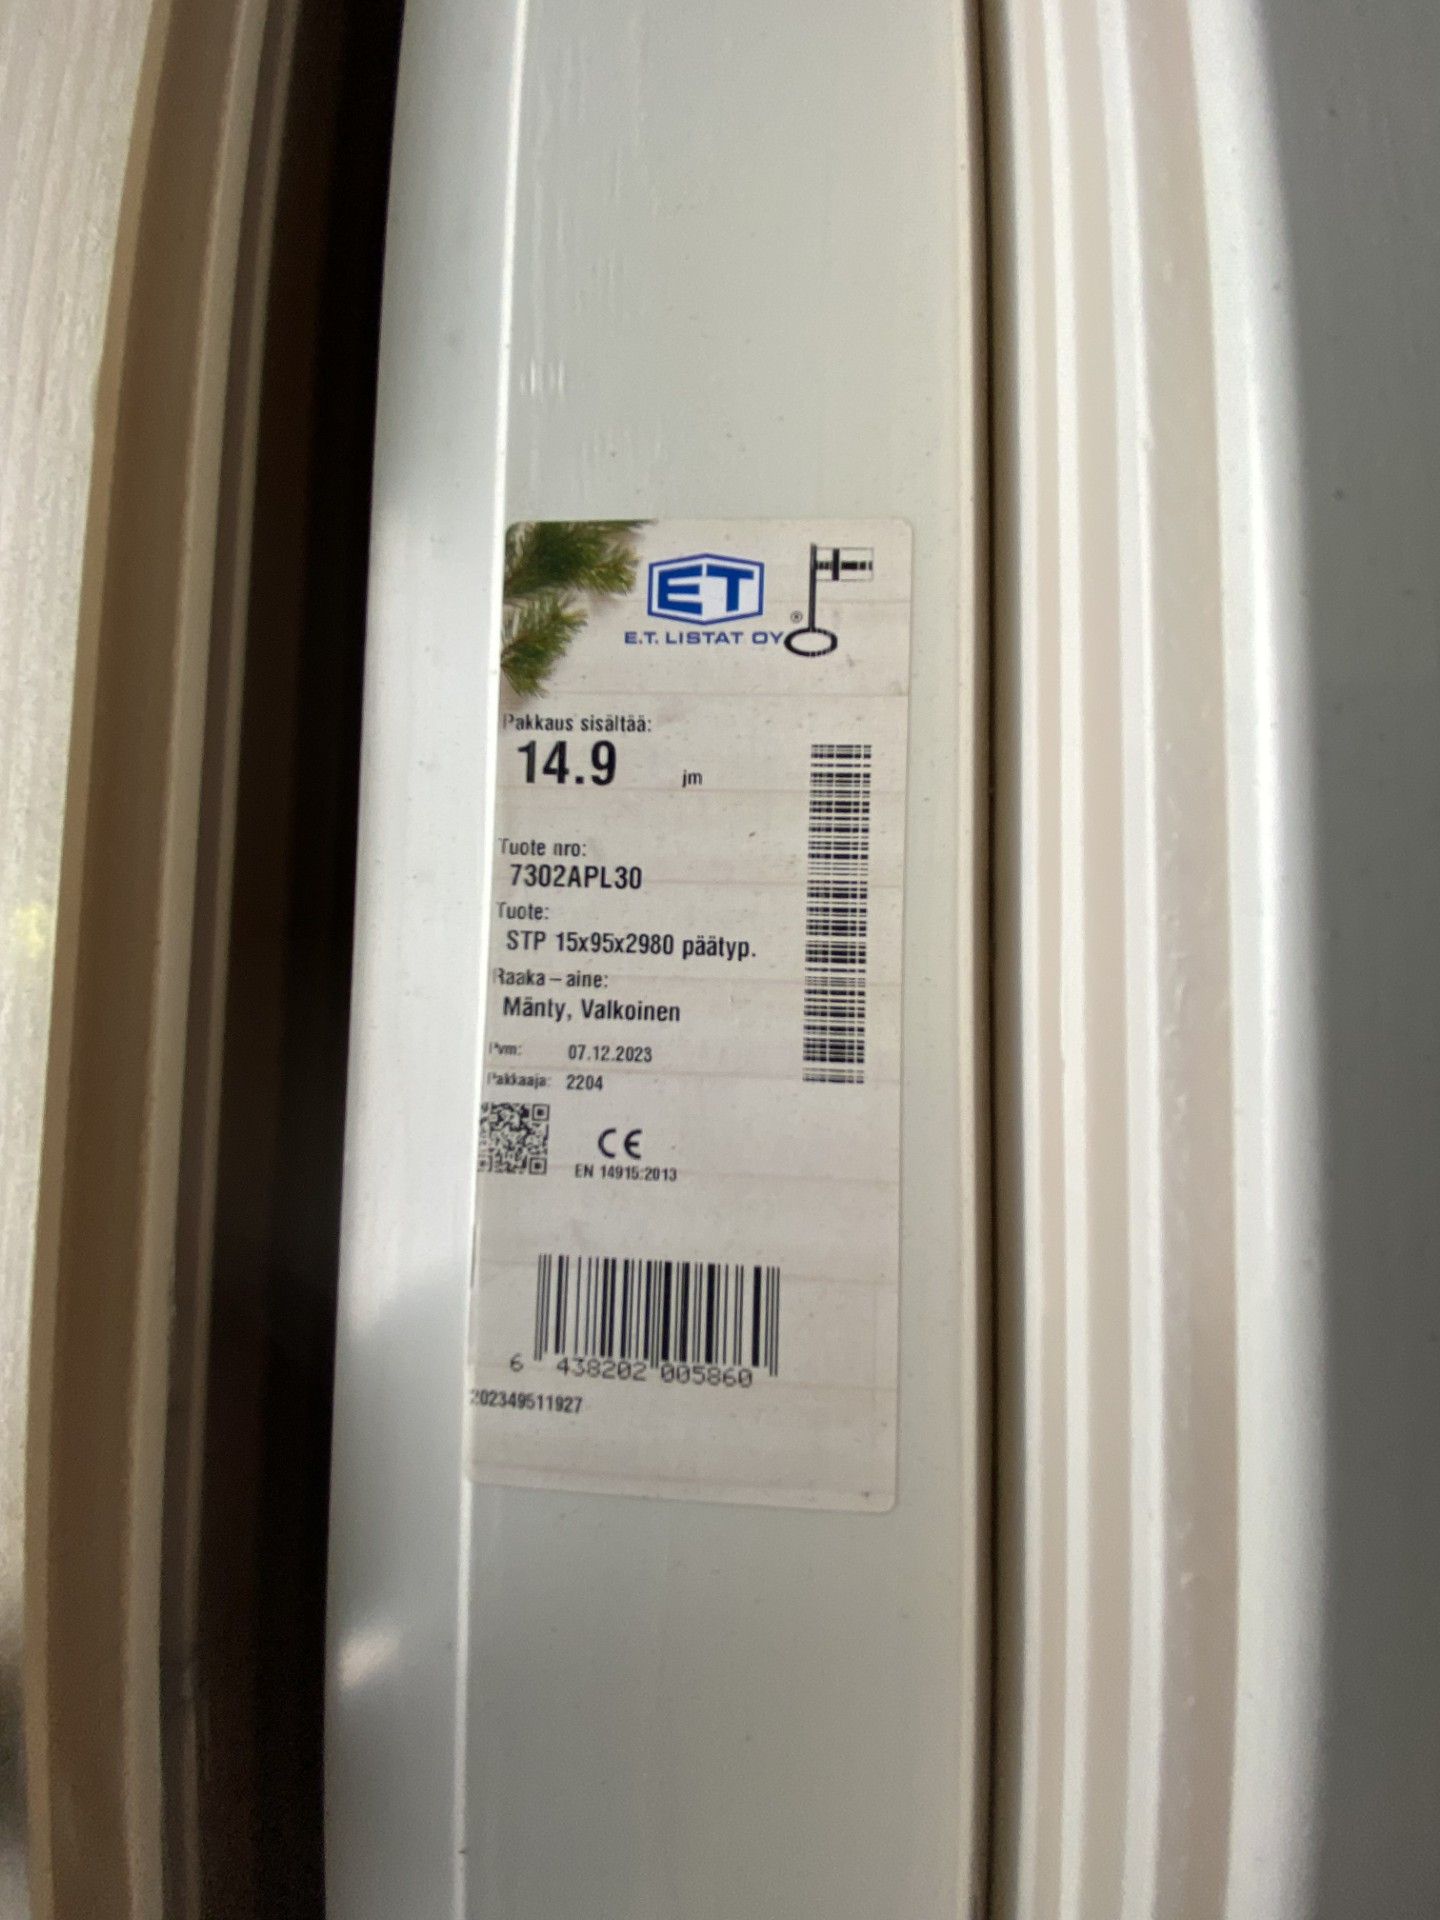 ET
E.T. LISTAT OY
®
Pakkaus sisältää:
14.9 jm
Tuote nro:
7302APL30
Tuote:
STP 15x95x2980 päätyp.
Raaka-aine:
Mänty, Valkoinen
Pvm: 07.12.2023
Pakkaaja: 2204
CE
EN 14915:2013
6 438202 005860
202349511927